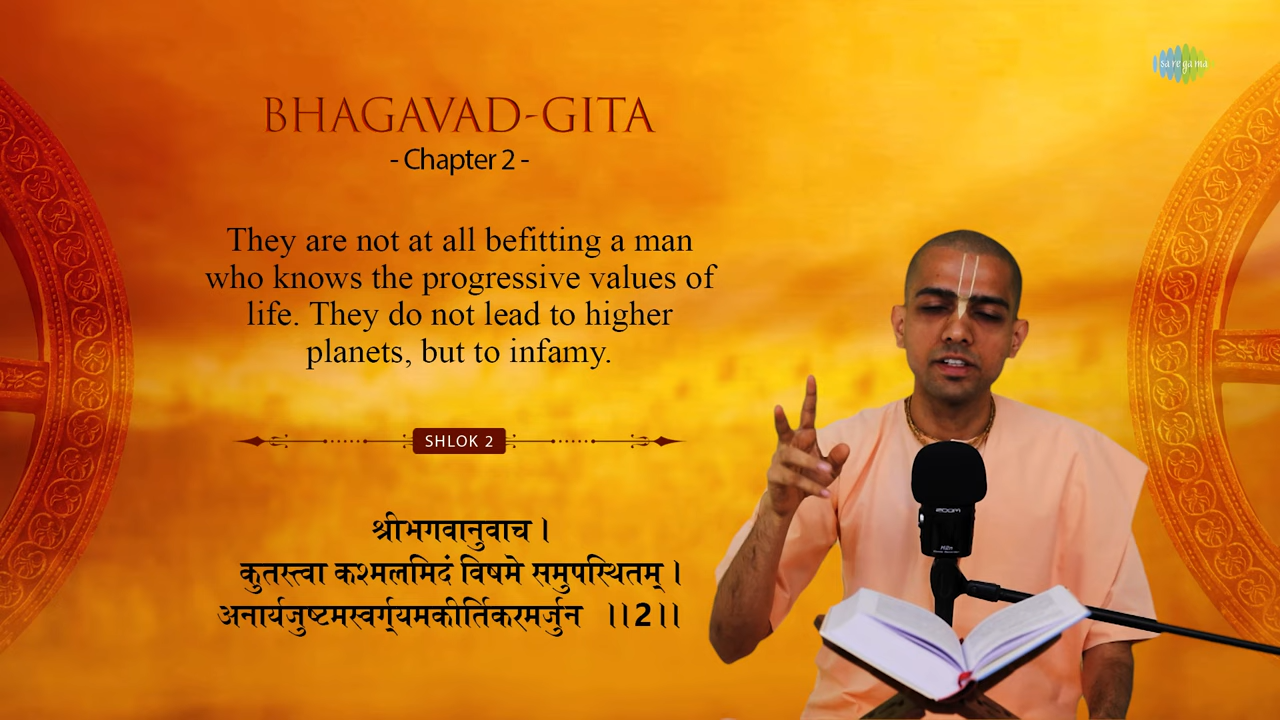 saregama
BHAGAVAD-GITA
- Chapter 2 -
They are not at all befitting a man
who knows the progressive values of
life. They do not lead to higher
planets, but to infamy.
SHLOK 2
श्रीभगवानुवाच ।
कुतस्त्वा कश्मलमिदं विषमे समुपस्थितम् ।
अनार्यजुष्टमस्वर्ग्यमकीर्तिकरमर्जुन ।।2।।
ZOOM